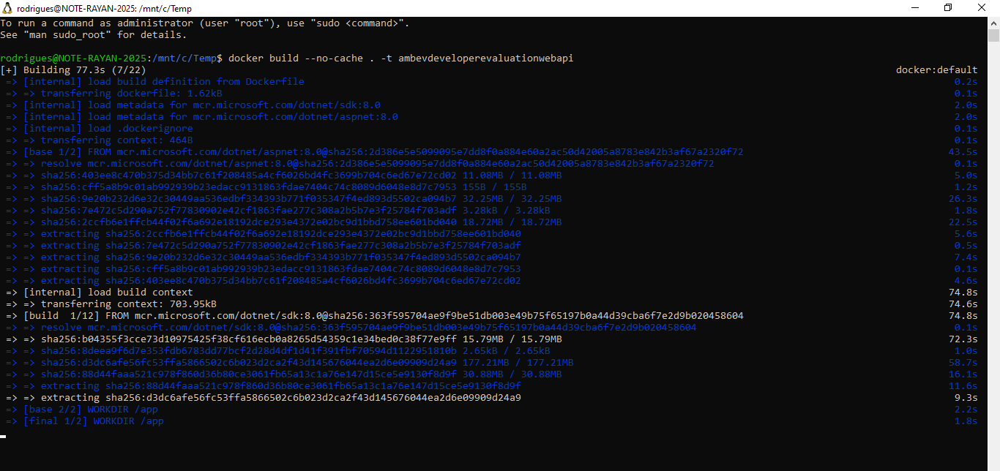 rodrigues@NOTE-RAYAN-2025: /mnt/c/Temp
To run a command as administrator (user "root"), use "sudo <command>".
See "man sudo_root" for details.
rodrigues@NOTE-RAYAN-2025:/mnt/c/Temp$ docker build --no-cache . -t ambevdeveloperevaluationwebapi
[+] Building 77.3s (7/22) docker:default
=> [internal] load build definition from Dockerfile 0.2s
=> => transferring dockerfile: 1.62kB 0.1s
=> [internal] load metadata for mcr.microsoft.com/dotnet/sdk:8.0 2.0s
=> [internal] load metadata for mcr.microsoft.com/dotnet/aspnet:8.0 2.0s
=> [internal] load .dockerignore 0.1s
=> => transferring context: 464B 0.1s
=> [base 1/2] FROM mcr.microsoft.com/dotnet/aspnet:8.0@sha256:2d386e5e5099095e7dd8f0a884e60a2ac50d42005a8783e842b3af67a2320f72 43.5s
=> => resolve mcr.microsoft.com/dotnet/aspnet:8.0@sha256:2d386e5e5099095e7dd8f0a884e60a2ac50d42005a8783e842b3af67a2320f72 0.1s
=> => sha256:403ee8c470b375d34bb7c61f208485a4cf6026bd4fc3699b704c6ed67e72cd02 11.08MB / 11.08MB 5.0s
=> => sha256:cff5a8b9c01ab992939b23edacc9131863fdae7404c74c8089d6048e8d7c7953 155B / 155B 1.2s
=> => sha256:9e20b232d6e32c30449aa536edbf334393b771f035347f4ed893d5502ca094b7 32.25MB / 32.25MB 26.3s
=> => sha256:7e472c5d290a752f77830902e42cf1863fae277c308a2b5b7e3f25784f703adf 3.28kB / 3.28kB 1.8s
=> => sha256:2ccfb6e1ffcb44f02f6a692e18192dce293e4372e02bc9d1bbd758ee601bd040 18.72MB / 18.72MB 22.5s
=> => extracting sha256:2ccfb6e1ffcb44f02f6a692e18192dce293e4372e02bc9d1bbd758ee601bd040 5.6s
=> => extracting sha256:7e472c5d290a752f77830902e42cf1863fae277c308a2b5b7e3f25784f703adf 0.5s
=> => extracting sha256:9e20b232d6e32c30449aa536edbf334393b771f035347f4ed893d5502ca094b7 7.4s
=> => extracting sha256:cff5a8b9c01ab992939b23edacc9131863fdae7404c74c8089d6048e8d7c7953 0.1s
=> => extracting sha256:403ee8c470b375d34bb7c61f208485a4cf6026bd4fc3699b704c6ed67e72cd02 4.6s
=> [internal] load build context 74.8s
=> => transferring context: 703.95kB 74.6s
=> [build  1/12] FROM mcr.microsoft.com/dotnet/sdk:8.0@sha256:363f595704ae9f9be51db003e49b75f65197b0a44d39cba6f7e2d9b020458604 74.8s
=> => resolve mcr.microsoft.com/dotnet/sdk:8.0@sha256:363f595704ae9f9be51db003e49b75f65197b0a44d39cba6f7e2d9b020458604 0.1s
=> => sha256:b04355f3cce73d10975425f38cf616ecb0a8265d54359c1e34bed0c38f77e9ff 15.79MB / 15.79MB 72.3s
=> => sha256:8deea9f6d7e353fdb6783dd77bcf2d28d4df1d41f391fbf70594d1122951810b 2.65kB / 2.65kB 1.0s
=> => sha256:d3dc6afe56fc53ffa5866502c6b023d2ca2f43d145676044ea2d6e09909d24a9 177.21MB / 177.21MB 58.7s
=> => sha256:88d44faaa521c978f860d36b80ce3061fb65a13c1a76e147d15ce5e9130f8d9f 30.88MB / 30.88MB 16.1s
=> => extracting sha256:88d44faaa521c978f860d36b80ce3061fb65a13c1a76e147d15ce5e9130f8d9f 11.6s
=> => extracting sha256:d3dc6afe56fc53ffa5866502c6b023d2ca2f43d145676044ea2d6e09909d24a9 9.3s
=> [base 2/2] WORKDIR /app 2.2s
=> [final 1/2] WORKDIR /app 1.8s